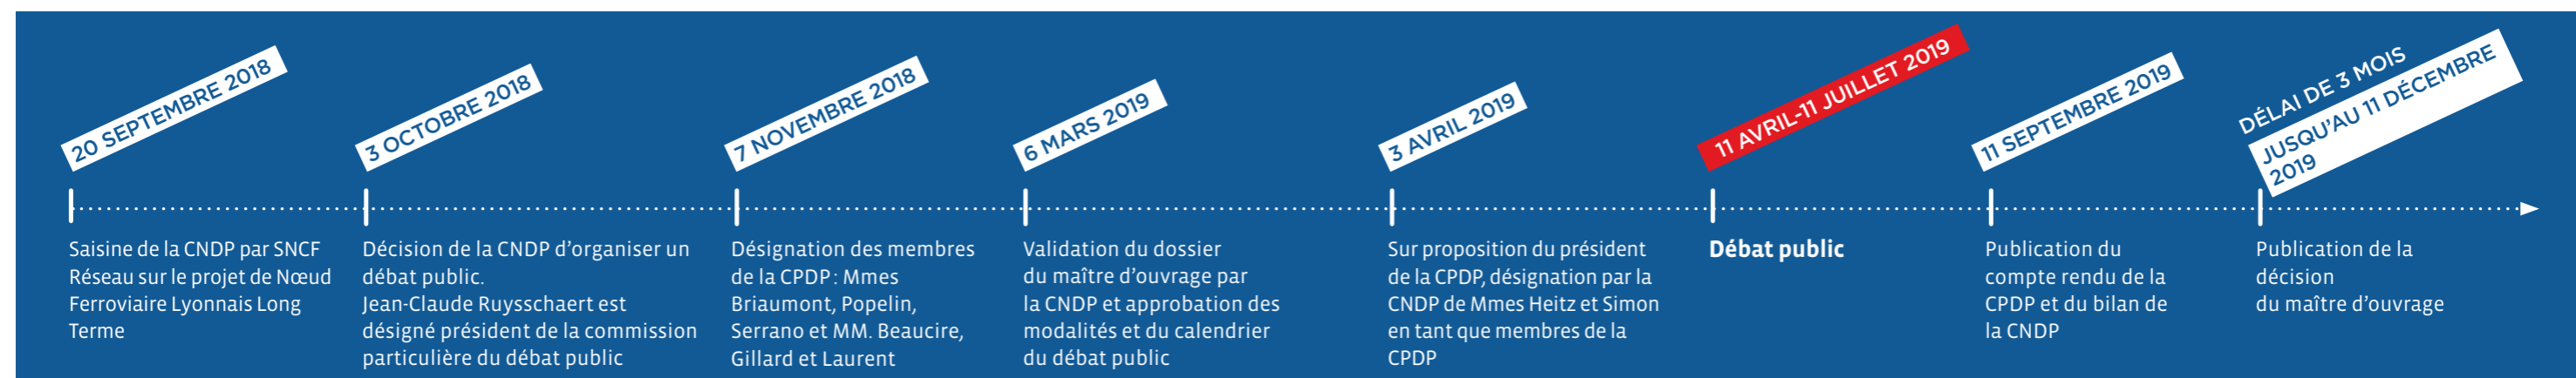 20 SEPTEMBRE 2018
Saisine de la CNDP par SNCF
Réseau sur le projet de Nœud
Ferroviaire Lyonnais Long
Terme
3 OCTOBRE 2018
Décision de la CNDP d’organiser un
débat public.
Jean-Claude Ruysschaert est
désigné président de la commission
particulière du débat public
7 NOVEMBRE 2018
Désignation des membres
de la CPDP : Mmes
Briaumont, Popelin,
Serrano et MM. Beaucire,
Gillard et Laurent
6 MARS 2019
Validation du dossier
du maître d’ouvrage par
la CNDP et approbation des
modalités et du calendrier
du débat public
3 AVRIL 2019
Sur proposition du président
de la CPDP, désignation par la
CNDP de Mmes Heitz et Simon
en tant que membres de la
CPDP
11 AVRIL-11 JUILLET 2019
Débat public
11 SEPTEMBRE 2019
Publication du
compte rendu de la
CPDP et du bilan de
la CNDP
DÉLAI DE 3 MOIS
JUSQU’AU 11 DÉCEMBRE
2019
Publication de la
décision
du maître d’ouvrage